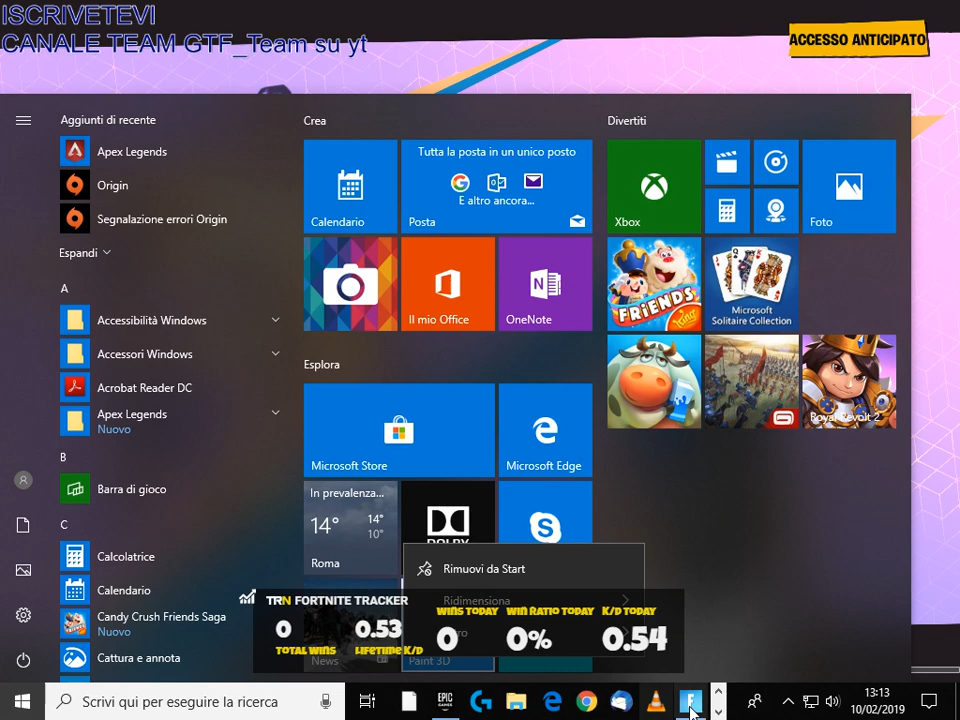 ISCRIVETEVI
CANALE TEAM GTF_Team su yt
ACCESSO ANTICIPATO
Aggiunti di recente
Apex Legends
Origin
Segnalazione errori Origin
Espandi
A
Accessibilità Windows
Accessori Windows
Acrobat Reader DC
Apex Legends
Nuovo
B
Barra di gioco
C
Calcolatrice
Calendario
Candy Crush Friends Saga
Nuovo
Cattura e annota
Crea
Calendario
Tutta la posta in un unico posto
E altro ancora...
Posta
Il mio Office
OneNote
Esplora
Microsoft Store
Microsoft Edge
In prevalenza...
14°
14°
10°
Roma
DOLBY
News
Paint 3D
Divertiti
Xbox
Foto
FRIENDS
King
Microsoft
Solitaire Collection
Royal Revolt 2
Rimuovi da Start
Ridimensiona
TRN FORTNITE TRACKER
0
TOTAL WINS
0.53
LIFETIME K/D
WINS TODAY
0
WIN RATIO TODAY
0%
K/D TODAY
0.54
Scrivi qui per eseguire la ricerca
EPIC
GAMES
13:13
10/02/2019